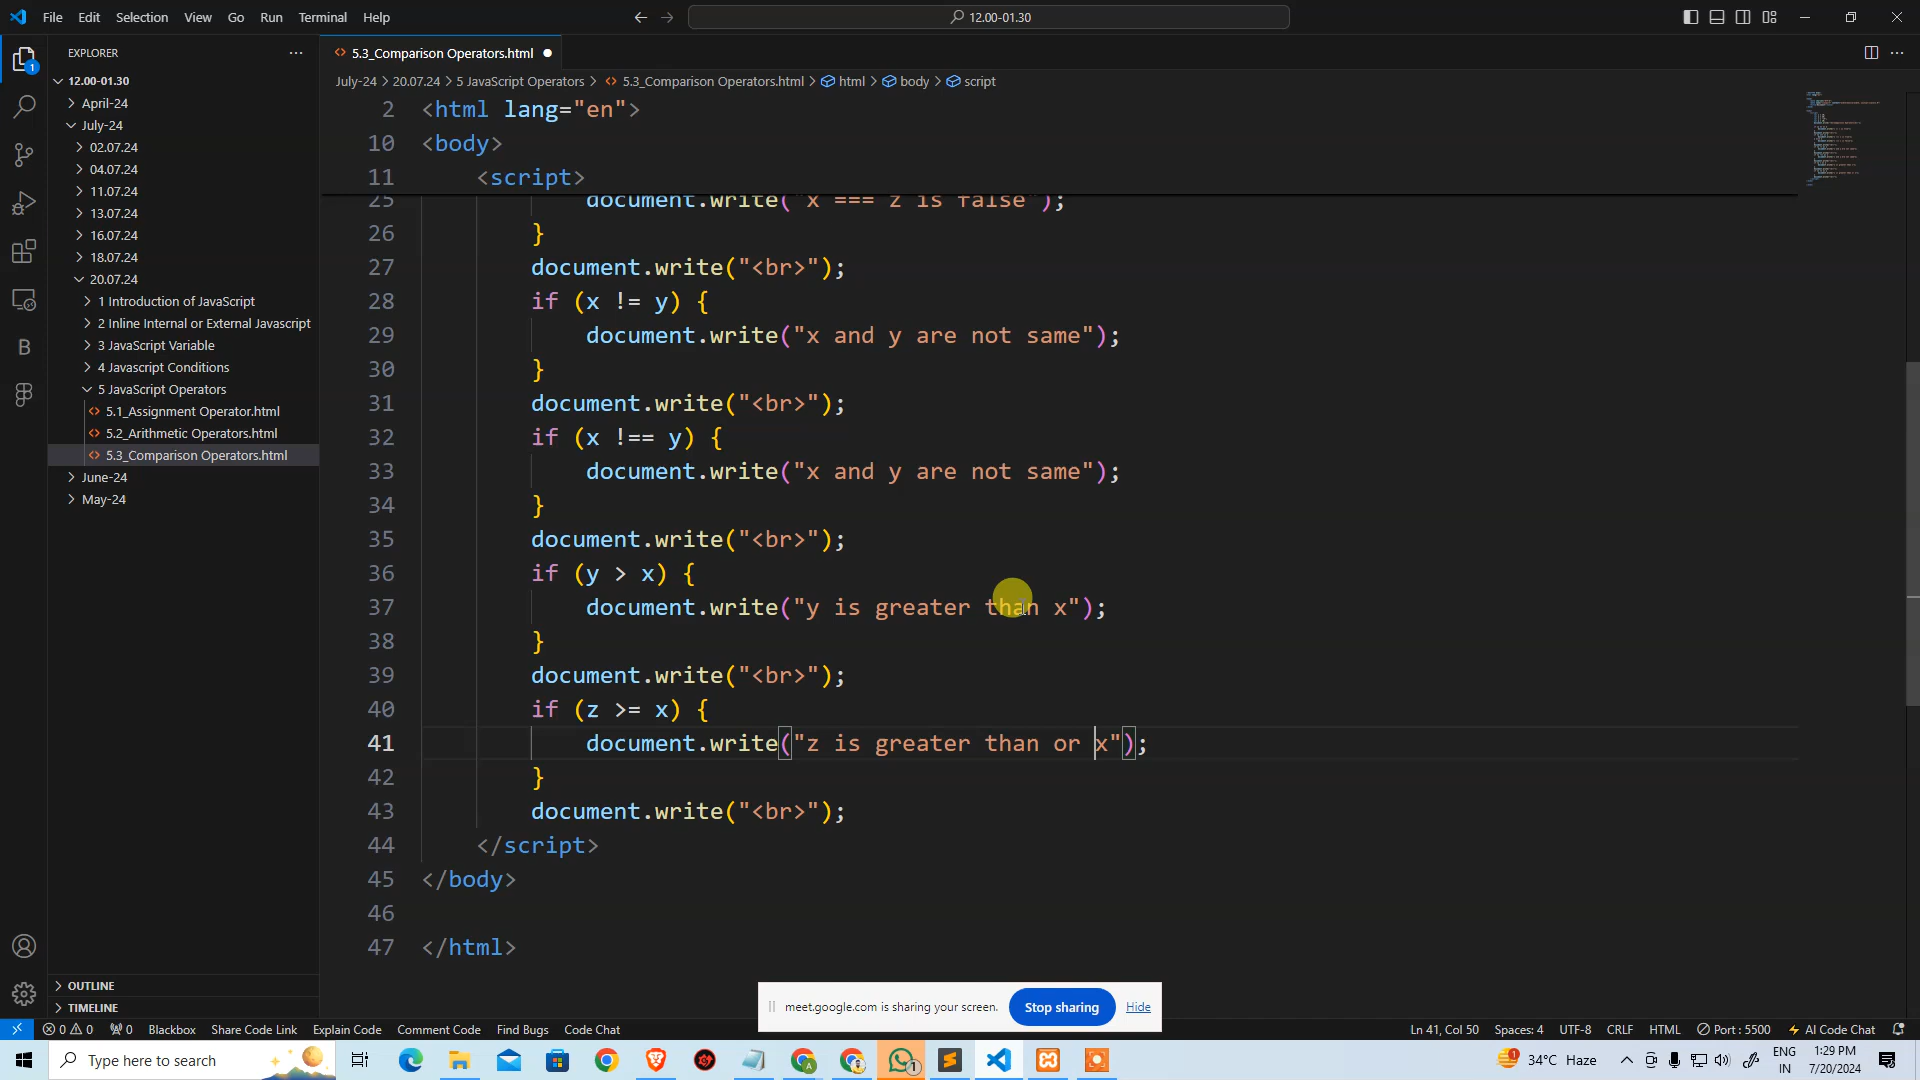 File Edit Selection View Go Run Terminal Help
12.00-01.30
EXPLORER
5.3_Comparison Operators.html
12.00-01.30
April-24
July-24
02.07.24
04.07.24
11.07.24
13.07.24
16.07.24
18.07.24
20.07.24
1 Introduction of JavaScript
2 Inline Internal or External Javascript
3 JavaScript Variable
4 Javascript Conditions
5 JavaScript Operators
5.1_Assignment Operator.html
5.2_Arithmetic Operators.html
5.3_Comparison Operators.html
June-24
May-24
OUTLINE
TIMELINE
July-24 > 20.07.24 > 5 JavaScript Operators > 5.3_Comparison Operators.html > html > body > script
2 <html lang="en">
10 <body>
11 <script>
25 document.write("x === z is false");
26 }
27 document.write("<br>");
28 if (x != y) {
29 document.write("x and y are not same");
30 }
31 document.write("<br>");
32 if (x !== y) {
33 document.write("x and y are not same");
34 }
35 document.write("<br>");
36 if (y > x) {
37 document.write("y is greater than x");
38 }
39 document.write("<br>");
40 if (z >= x) {
41 document.write("z is greater than or x");
42 }
43 document.write("<br>");
44 </script>
45 </body>
46
47 </html>
meet.google.com is sharing your screen. Stop sharing Hide
0 0 0 Blackbox Share Code Link Explain Code Comment Code Find Bugs Code Chat Ln 41, Col 50 Spaces: 4 UTF-8 CRLF HTML Port : 5500 AI Code Chat
Type here to search
34°C Haze
ENG
IN
1:29 PM
7/20/2024